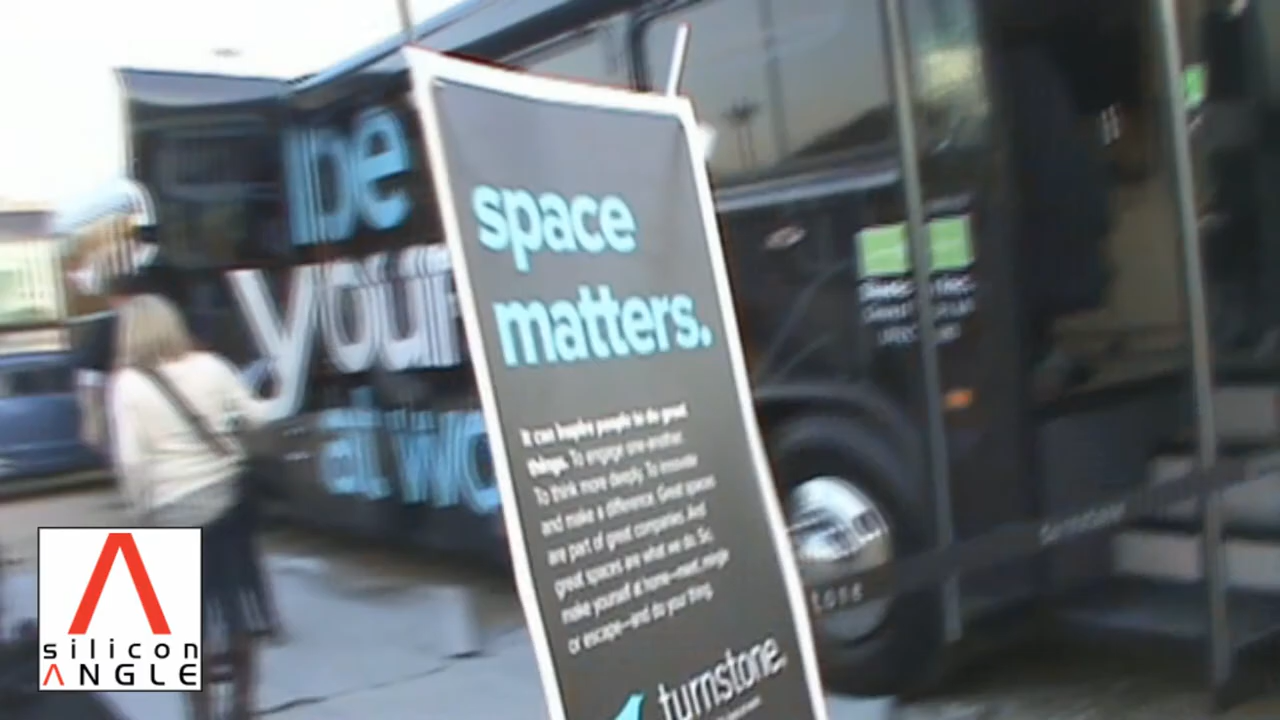 be
your
at wo
space
matters.
It can inspire people to do great
things. To engage one another.
To think more deeply. To innovate
and make a difference. Great spaces
are part of great companies. And
great spaces are what we do. So,
make yourself at home—meet, mingle
or escape—and do your thing.
turnstone.
silicon
ANGLE